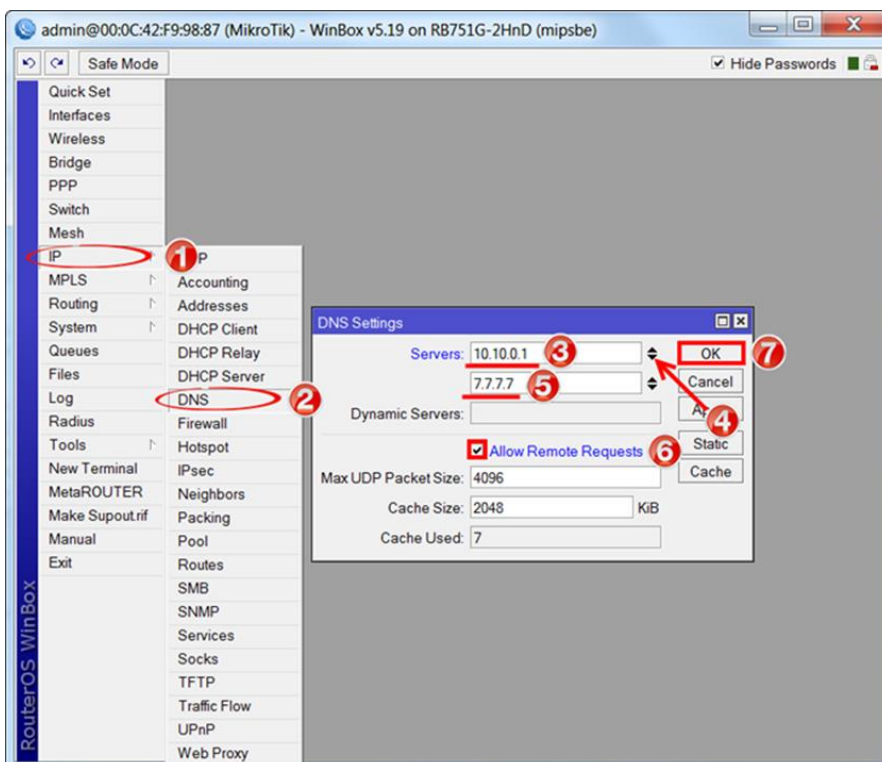 admin@00:0C:42:F9:98:87 (MikroTik) - WinBox v5.19 on RB751G-2HnD (mipsbe)
Safe Mode
Hide Passwords
Quick Set
Interfaces
Wireless
Bridge
PPP
Switch
Mesh
IP
1
MPLS
Routing
System
Queues
Files
Log
Radius
Tools
New Terminal
MetaROUTER
Make Supout.rif
Manual
Exit
RouterOS WinBox
Accounting
Addresses
DHCP Client
DHCP Relay
DHCP Server
DNS
2
Firewall
Hotspot
IPsec
Neighbors
Packing
Pool
Routes
SMB
SNMP
Services
Socks
TFTP
Traffic Flow
UPnP
Web Proxy
DNS Settings
Servers: 10.10.0.1 3 OK 7
7.7.7.7 5 Cancel
Dynamic Servers: 4
Allow Remote Requests 6 Static
Max UDP Packet Size: 4096 Cache
Cache Size: 2048 KiB
Cache Used: 7